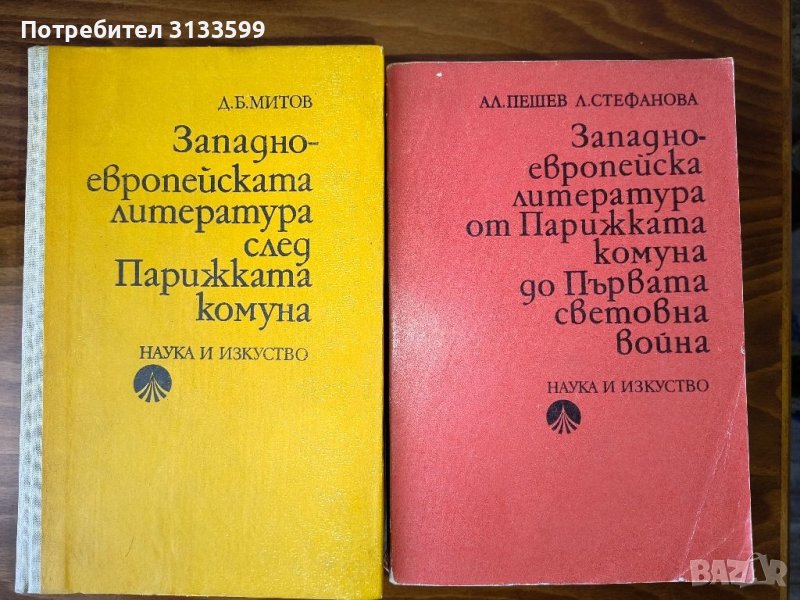 Потребител 3133599
Д.Б.МИТОВ
Западно-
европейската
литература
след
Парижката
комуна
НАУКА И ИЗКУСТВО
АЛ.ПЕШЕВ Л.СТЕФАНОВА
Западно-
европейска
литература
от Парижката
комуна
до Първата
световна
война
НАУКА И ИЗКУСТВО
BAZAR